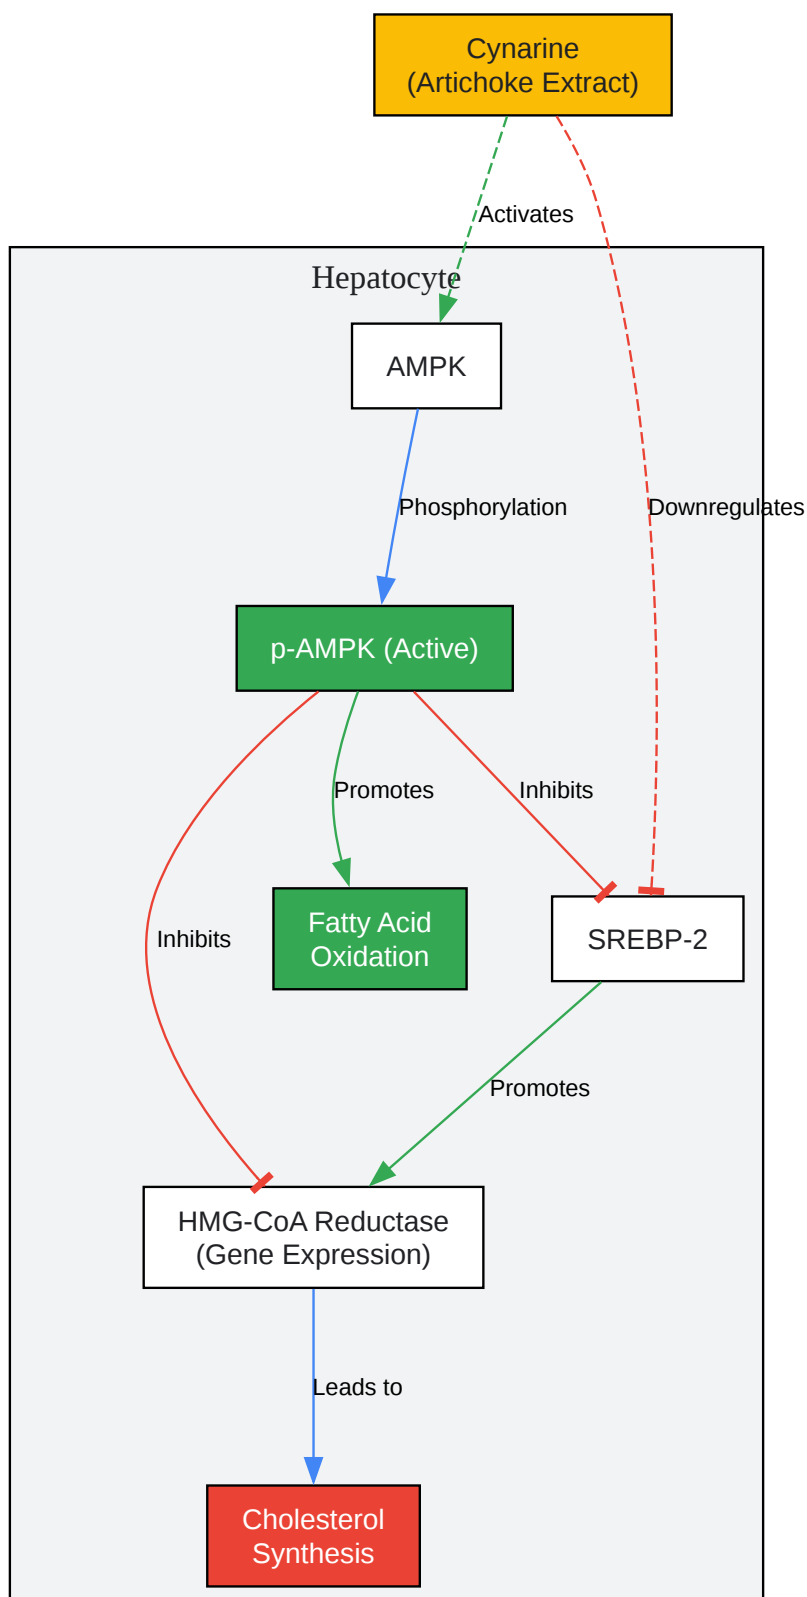 Cynarine
(Artichoke Extract)
Activates
Hepatocyte
AMPK
Phosphorylation
Downregulates
p-AMPK (Active)
Promotes
Inhibits
Fatty Acid
Oxidation
Inhibits
SREBP-2
Promotes
HMG-CoA Reductase
(Gene Expression)
Leads to
Cholesterol
Synthesis